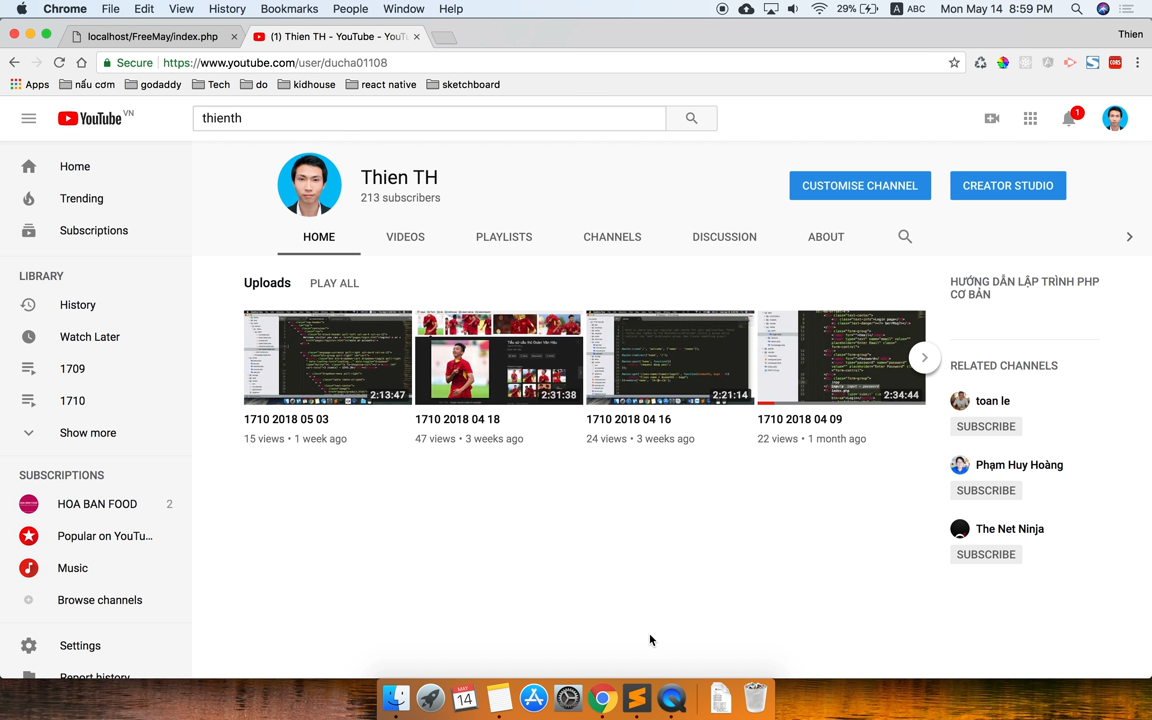 Chrome File Edit View History Bookmarks People Window Help 29% A ABC Mon May 14 8:59 PM
localhost/FreeMay/index.php (1) Thien TH - YouTube - YouTu Thien
Secure https://www.youtube.com/user/ducha01108
Apps nấu cơm godaddy Tech do kidhouse react native sketchboard
YouTube VN thienth 1
Home
Trending
Subscriptions
LIBRARY
History
Watch Later
1709
1710
Show more
SUBSCRIPTIONS
HOA BAN FOOD 2
Popular on YouTu...
Music
Browse channels
Settings
Report history
Thien TH
213 subscribers
CUSTOMISE CHANNEL CREATOR STUDIO
HOME VIDEOS PLAYLISTS CHANNELS DISCUSSION ABOUT
Uploads PLAY ALL
2:13:47 2:31:38 2:21:14 2:34:44
1710 2018 05 03 1710 2018 04 18 1710 2018 04 16 1710 2018 04 09
15 views • 1 week ago 47 views • 3 weeks ago 24 views • 3 weeks ago 22 views • 1 month ago
HƯỚNG DẪN LẬP TRÌNH PHP
CƠ BẢN
RELATED CHANNELS
toan le
SUBSCRIBE
Phạm Huy Hoàng
SUBSCRIBE
The Net Ninja
SUBSCRIBE
MAY
14